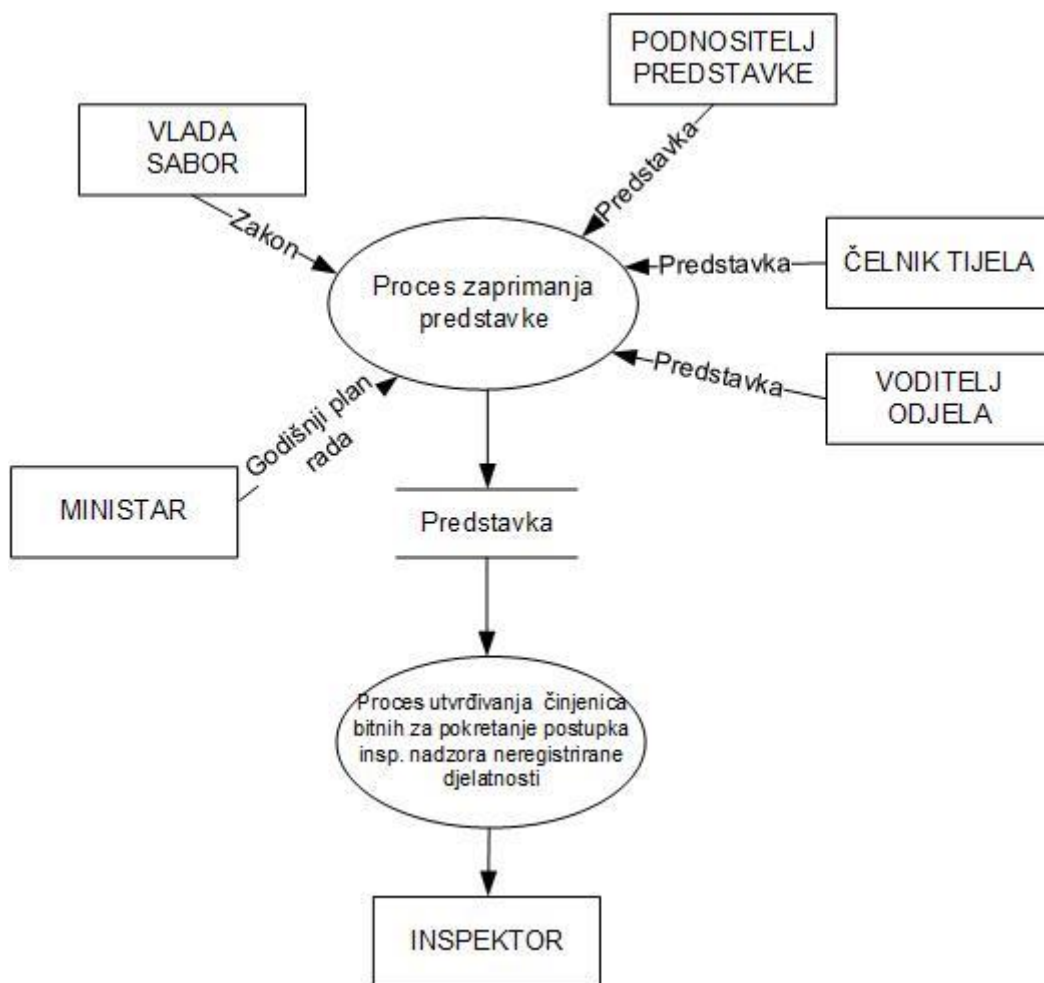 PODNOSITELJ
PREDSTAVKE
VLADA
SABOR
Predstavka
Zakon
Predstavka
ČELNIK TIJELA
Proces zaprimanja
predstavke
Predstavka
VODITELJ
ODJELA
Godišnji plan
rada
MINISTAR
Predstavka
Proces utvrđivanja činjenica
bitnih za pokretanje postupka
insp. nadzora neregistrirane
djelatnosti
INSPEKTOR